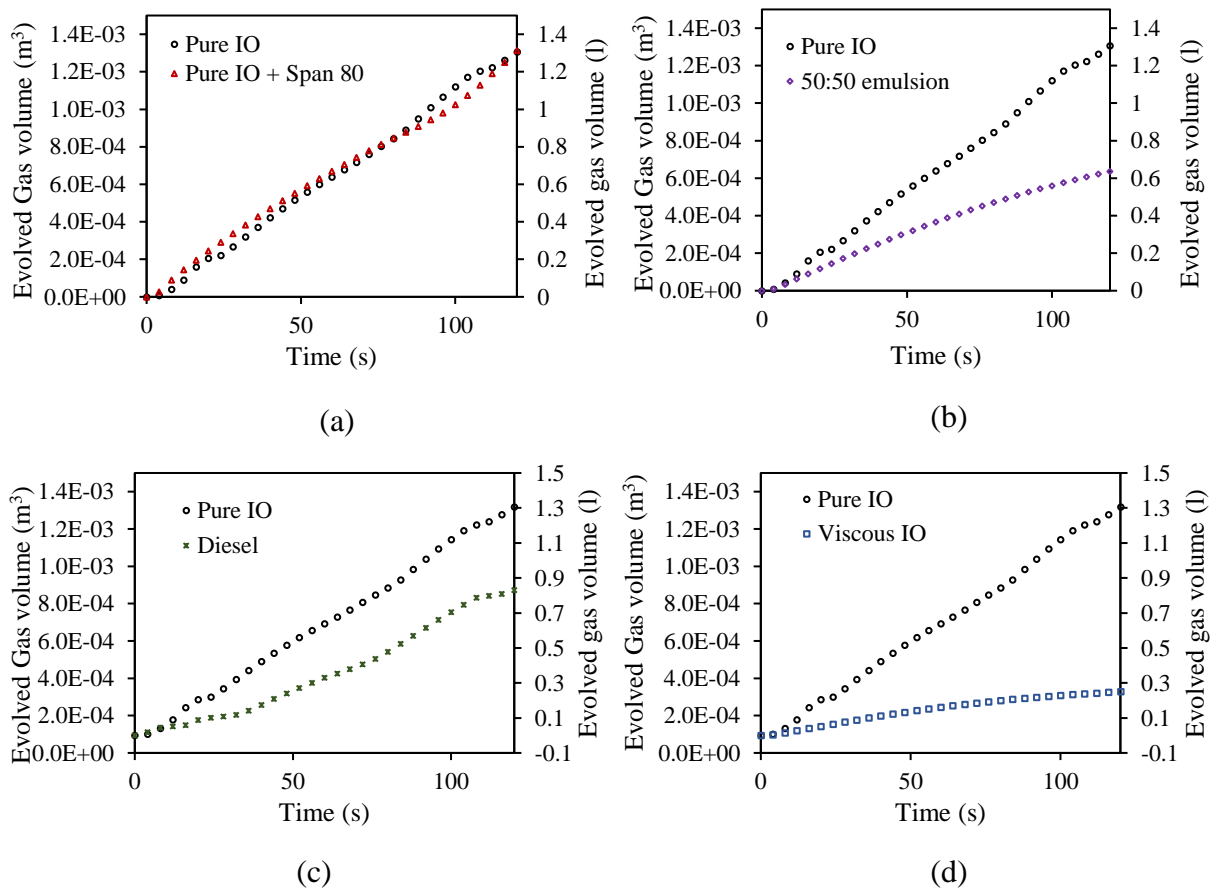 1.4E-03
1.2E-03
1.0E-03
8.0E-04
6.0E-04
4.0E-04
2.0E-04
0.0E+00
Evolved Gas volume (m³)
Pure IO
Pure IO + Span 80
1.4
1.2
1
0.8
0.6
0.4
0.2
0
Evolved gas volume (l)
0 50 100
Time (s)
(a)
1.4E-03
1.2E-03
1.0E-03
8.0E-04
6.0E-04
4.0E-04
2.0E-04
0.0E+00
Evolved Gas volume (m³)
Pure IO
50:50 emulsion
1.4
1.2
1
0.8
0.6
0.4
0.2
0
Evolved gas volume (l)
0 50 100
Time (s)
(b)
1.4E-03
1.2E-03
1.0E-03
8.0E-04
6.0E-04
4.0E-04
2.0E-04
0.0E+00
Evolved Gas volume (m³)
Pure IO
Diesel
1.5
1.3
1.1
0.9
0.7
0.5
0.3
0.1
-0.1
Evolved gas volume (l)
0 50 100
Time (s)
(c)
1.4E-03
1.2E-03
1.0E-03
8.0E-04
6.0E-04
4.0E-04
2.0E-04
0.0E+00
Evolved Gas volume (m³)
Pure IO
Viscous IO
1.5
1.3
1.1
0.9
0.7
0.5
0.3
0.1
-0.1
Evolved gas volume (l)
0 50 100
Time (s)
(d)